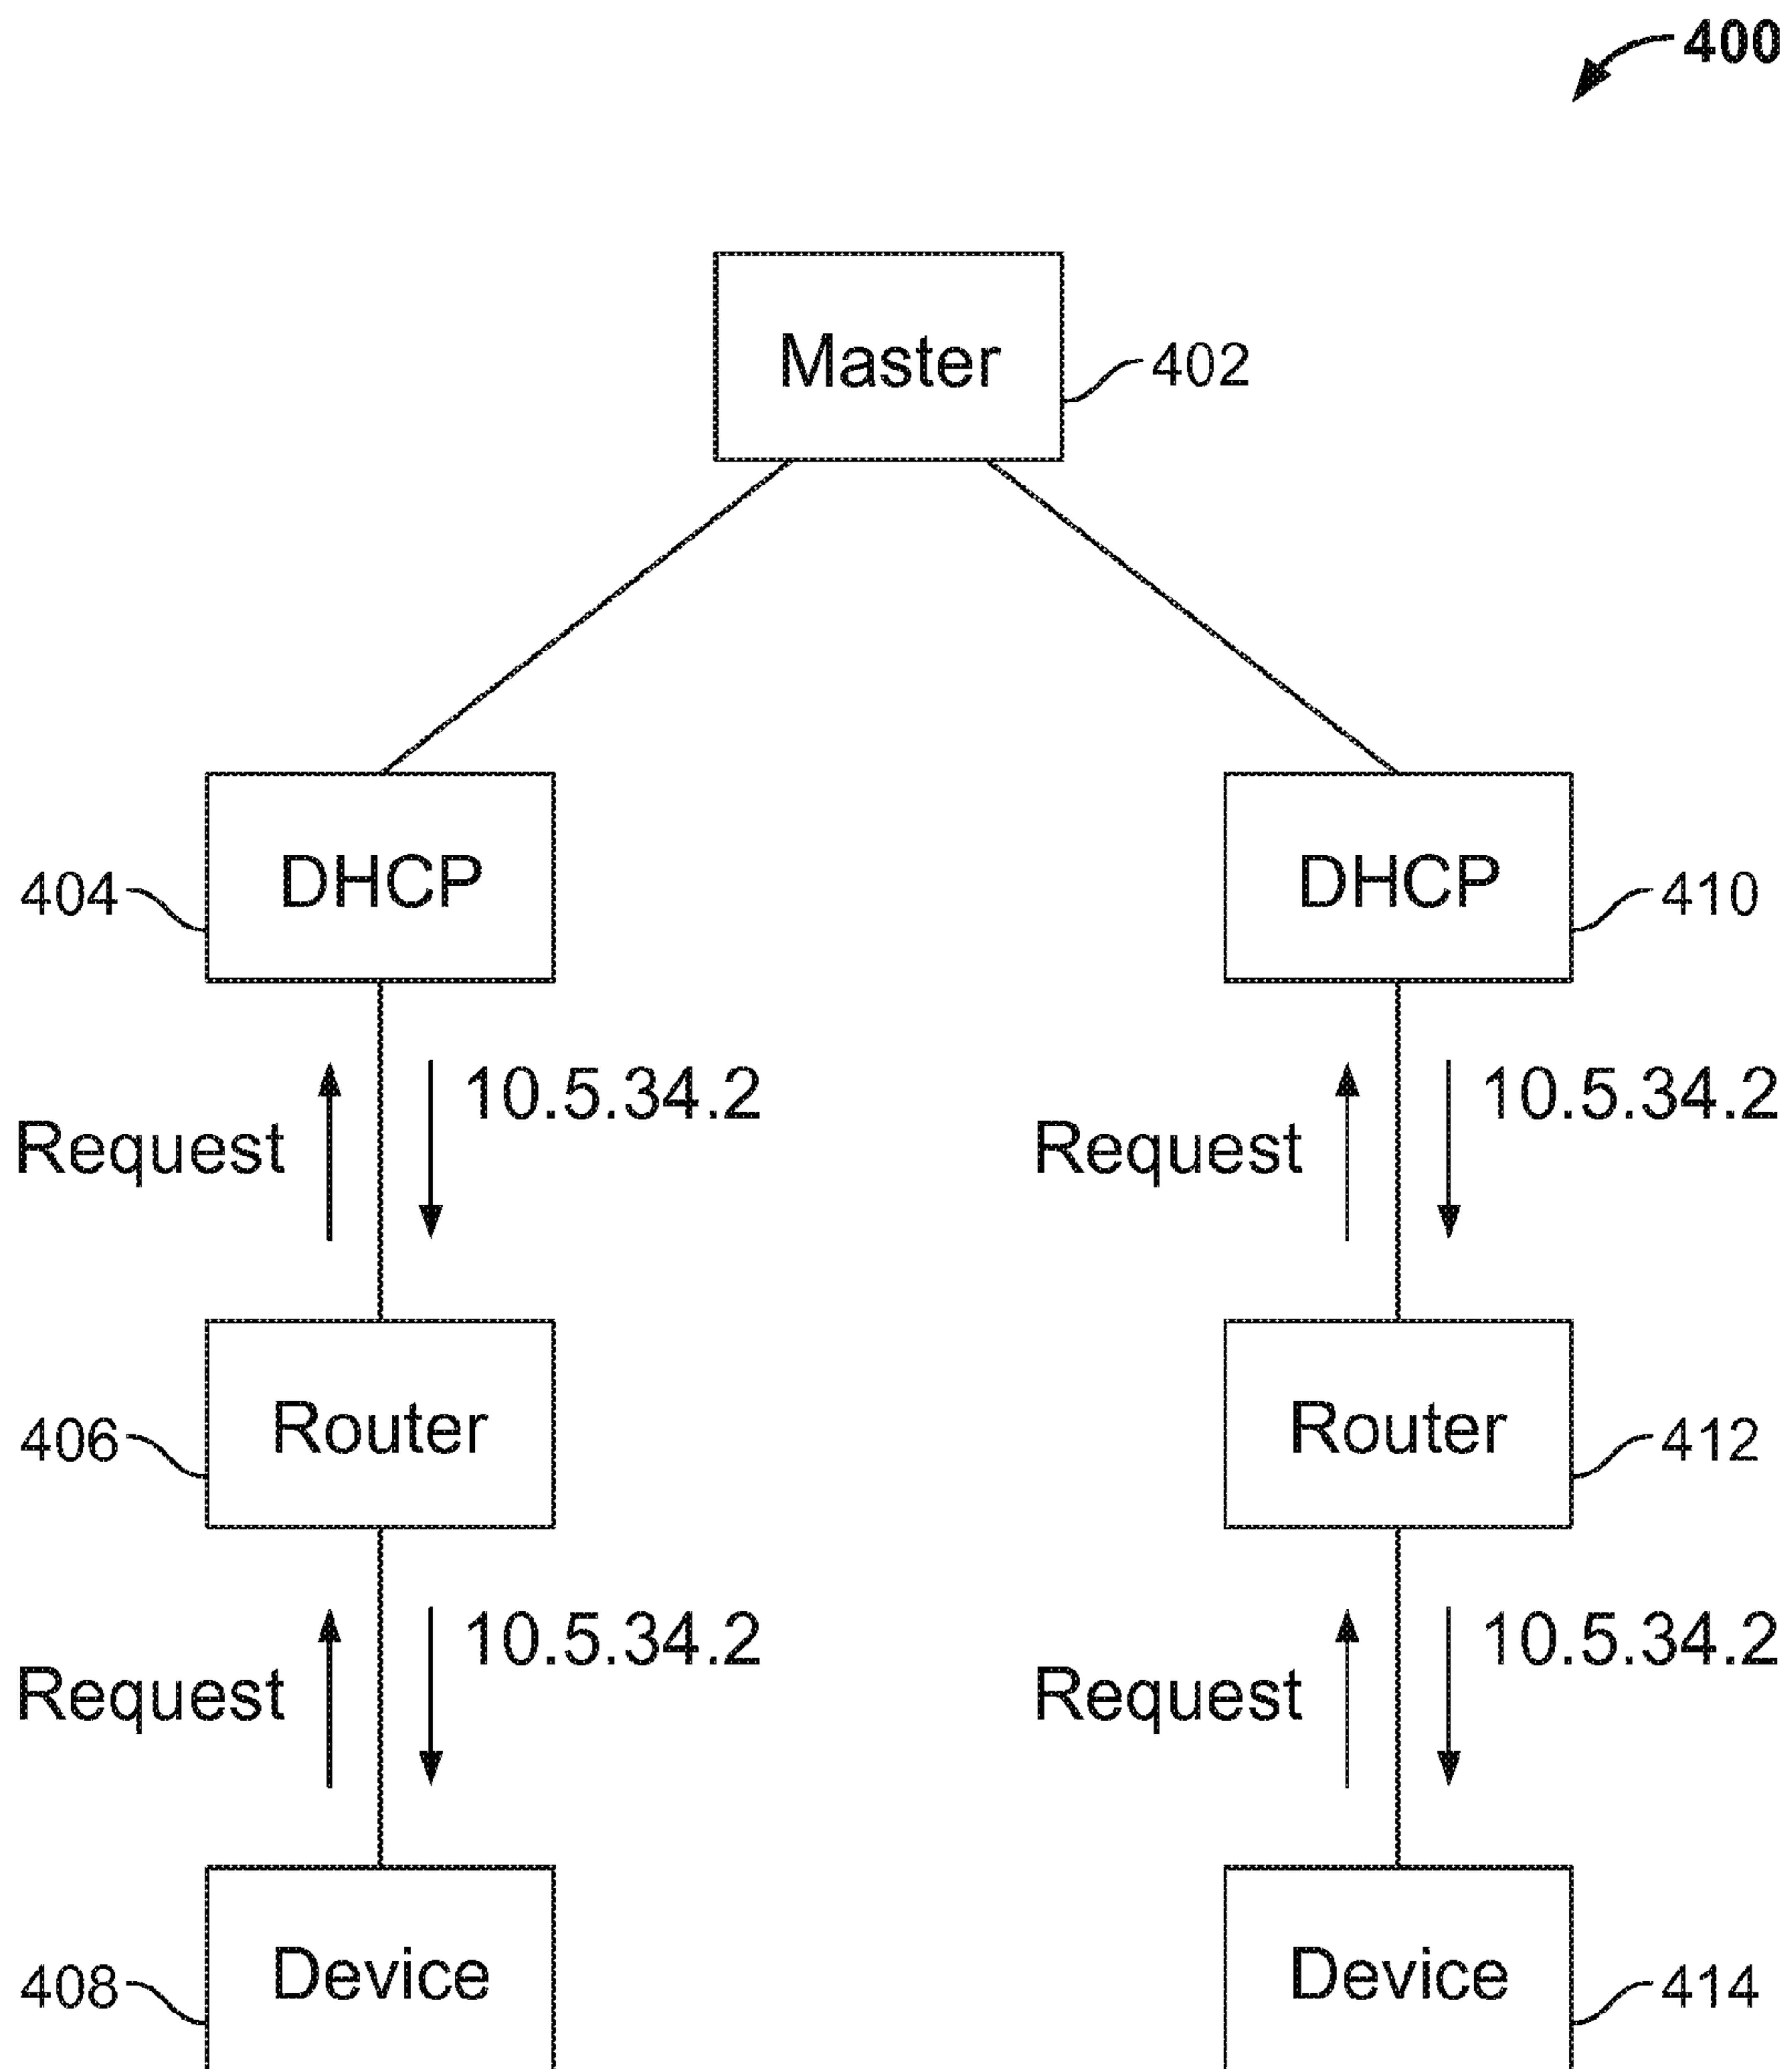 400
Master
402
DHCP
404
DHCP
410
Request
10.5.34.2
Request
10.5.34.2
Router
406
Router
412
Request
10.5.34.2
Request
10.5.34.2
Device
408
Device
414